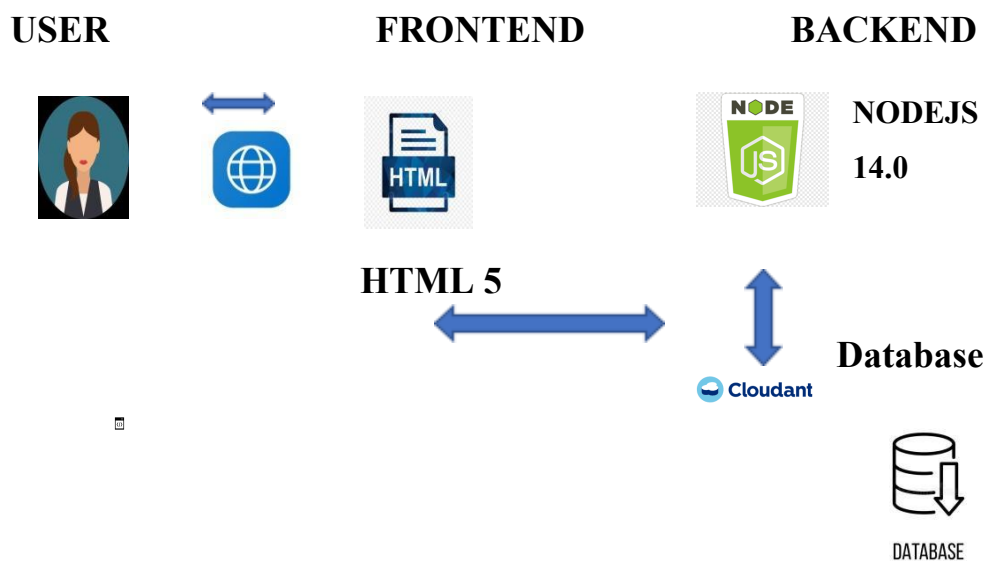 USER
FRONTEND
BACKEND
NODE
JS
NODEJS
14.0
HTML
HTML 5
Database
Cloudant
DATABASE